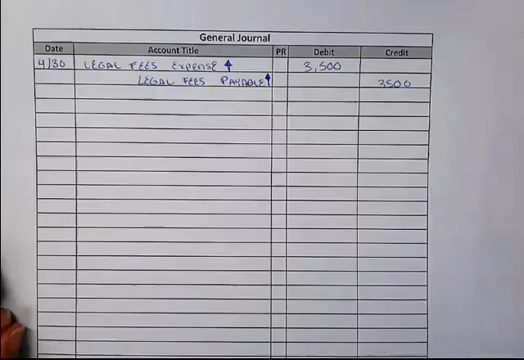 General Journal
Date Account Title PR Debit Credit
4/30 LEGAL FEES EXPENSE ↑ 3,500
LEGAL FEES PAYABLE ↑ 3500